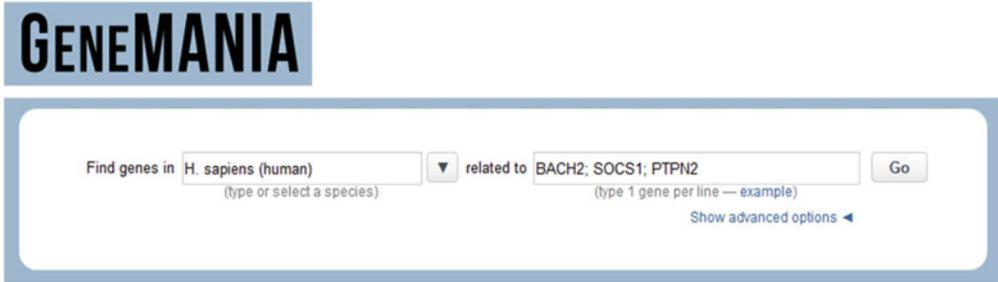 GENEMANIA
Find genes in H. sapiens (human) ▼ related to BACH2; SOCS1; PTPN2 Go
(type or select a species) (type 1 gene per line — example)
Show advanced options ◄